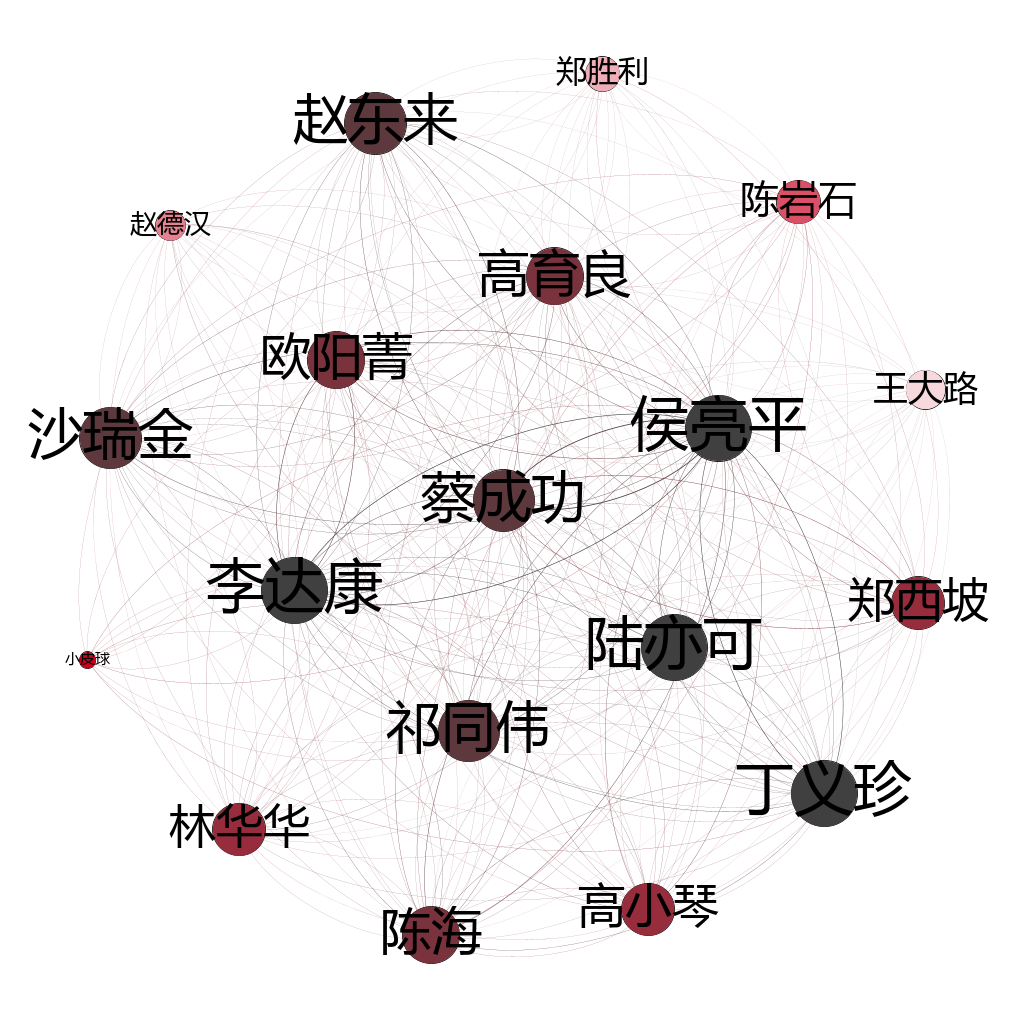 郑胜利
赵东来
陈岩石
赵德汉
高育良
欧阳菁
王大路
侯亮平
沙瑞金
蔡成功
李达康
郑西坡
陆亦可
小皮球
祁同伟
丁义珍
林华华
高小琴
陈海